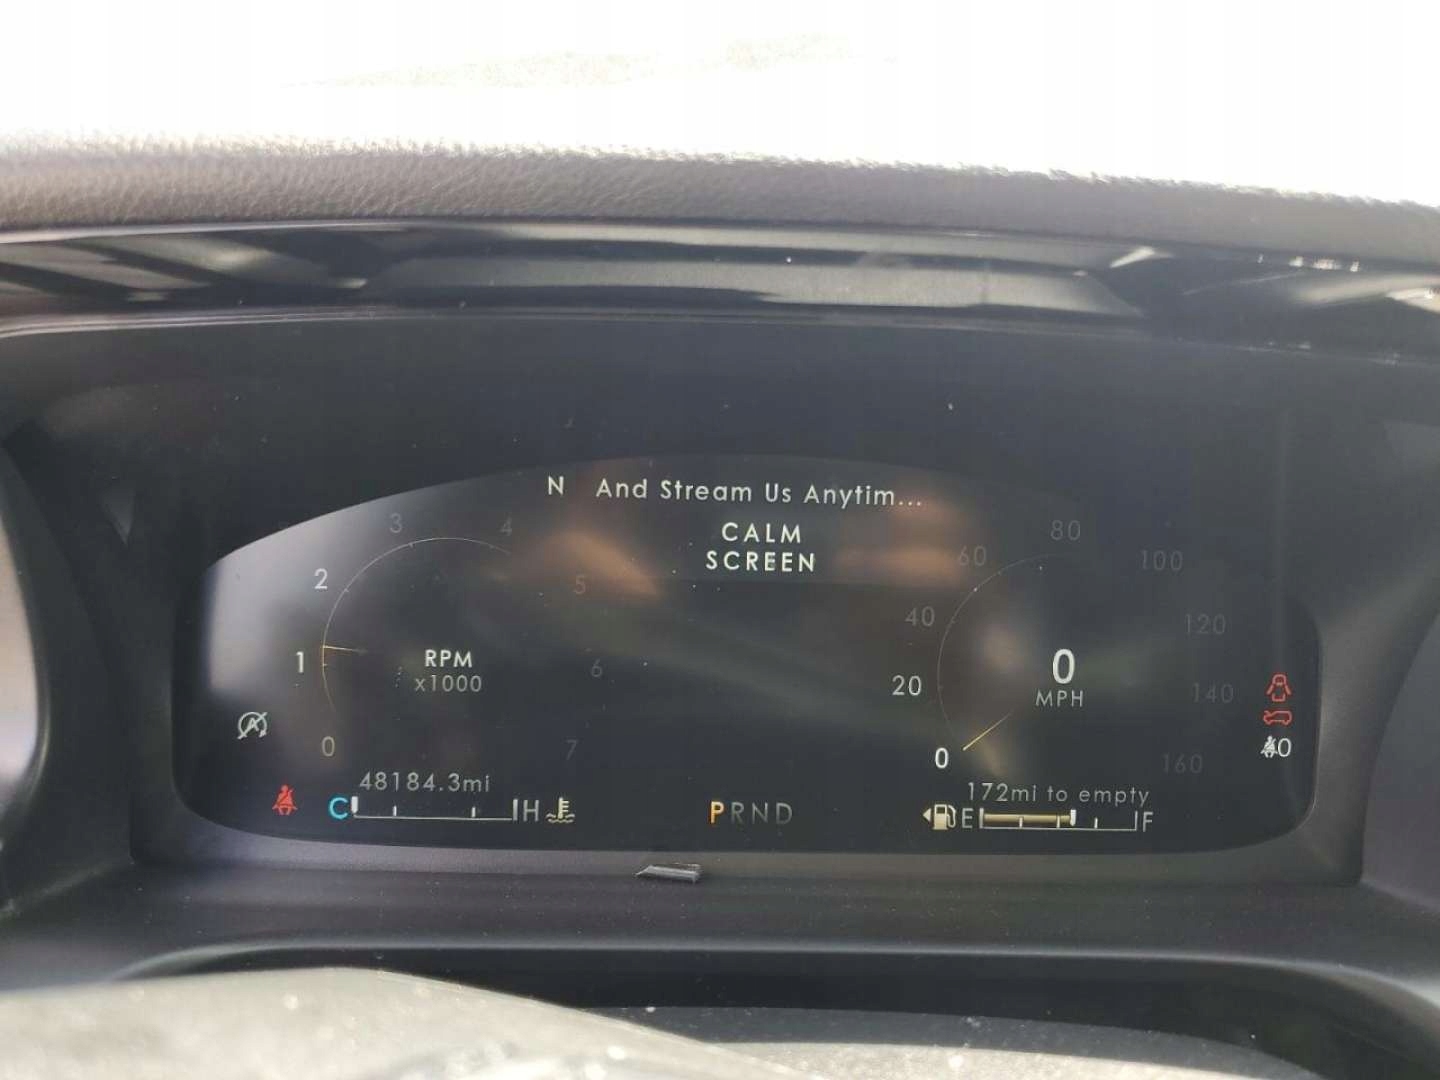 N And Stream Us Anytim...
CALM
SCREEN
3
4
80
2
60
100
5
40
120
1
RPM
x1000
6
0
MPH
20
140
0
7
0
160
0
48184.3mi
172mi to empty
C H
PRND
E F